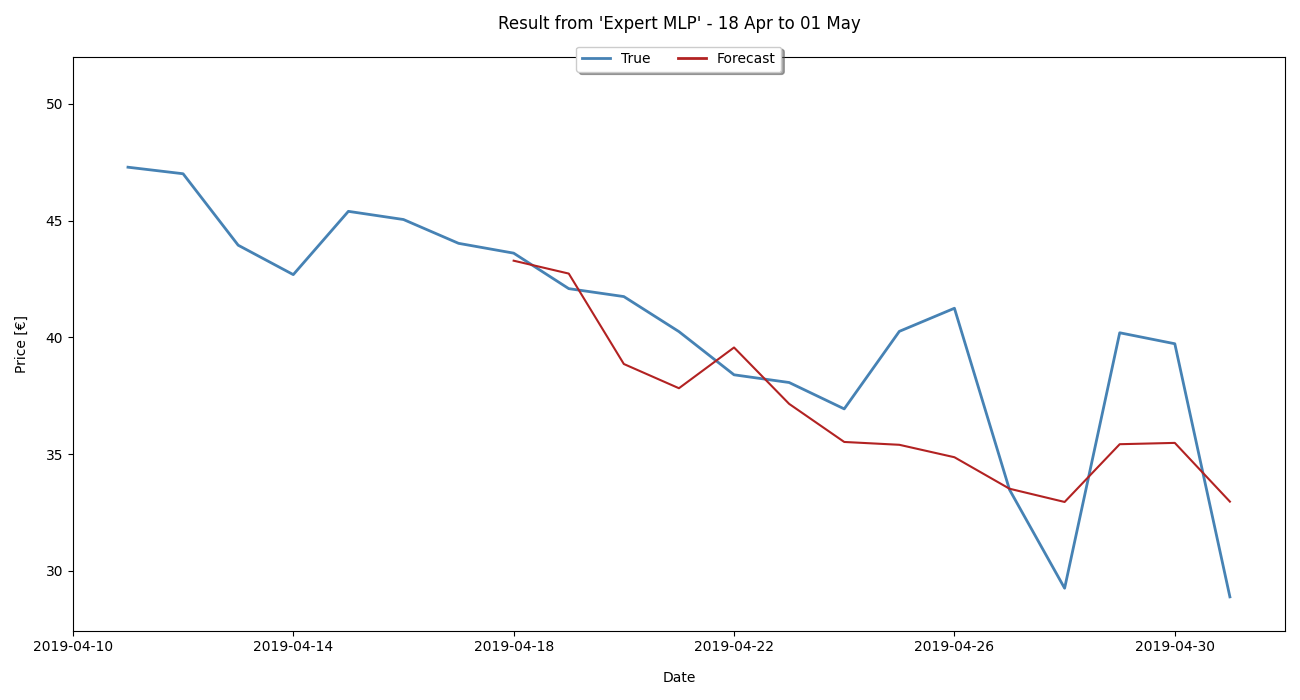 Result from 'Expert MLP' - 18 Apr to 01 May
True Forecast
50
45
40
35
30
Price [€]
2019-04-10 2019-04-14 2019-04-18 2019-04-22 2019-04-26 2019-04-30
Date